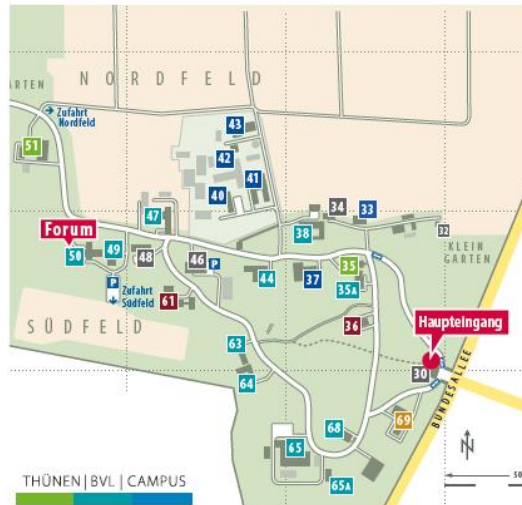 NORDFELD
Zufahrt
Nordfeld
51
43
42
41
40
47
34
33
38
32
Forum
50
49
48
46
P
44
37
35
35A
KLEIN
GARTEN
P
Zufahrt
Südfeld
61
36
SÜDFELD
Haupteingang
63
30
64
BUNDESALLEE
69
68
65
65A
N
THÜNEN | BVL | CAMPUS